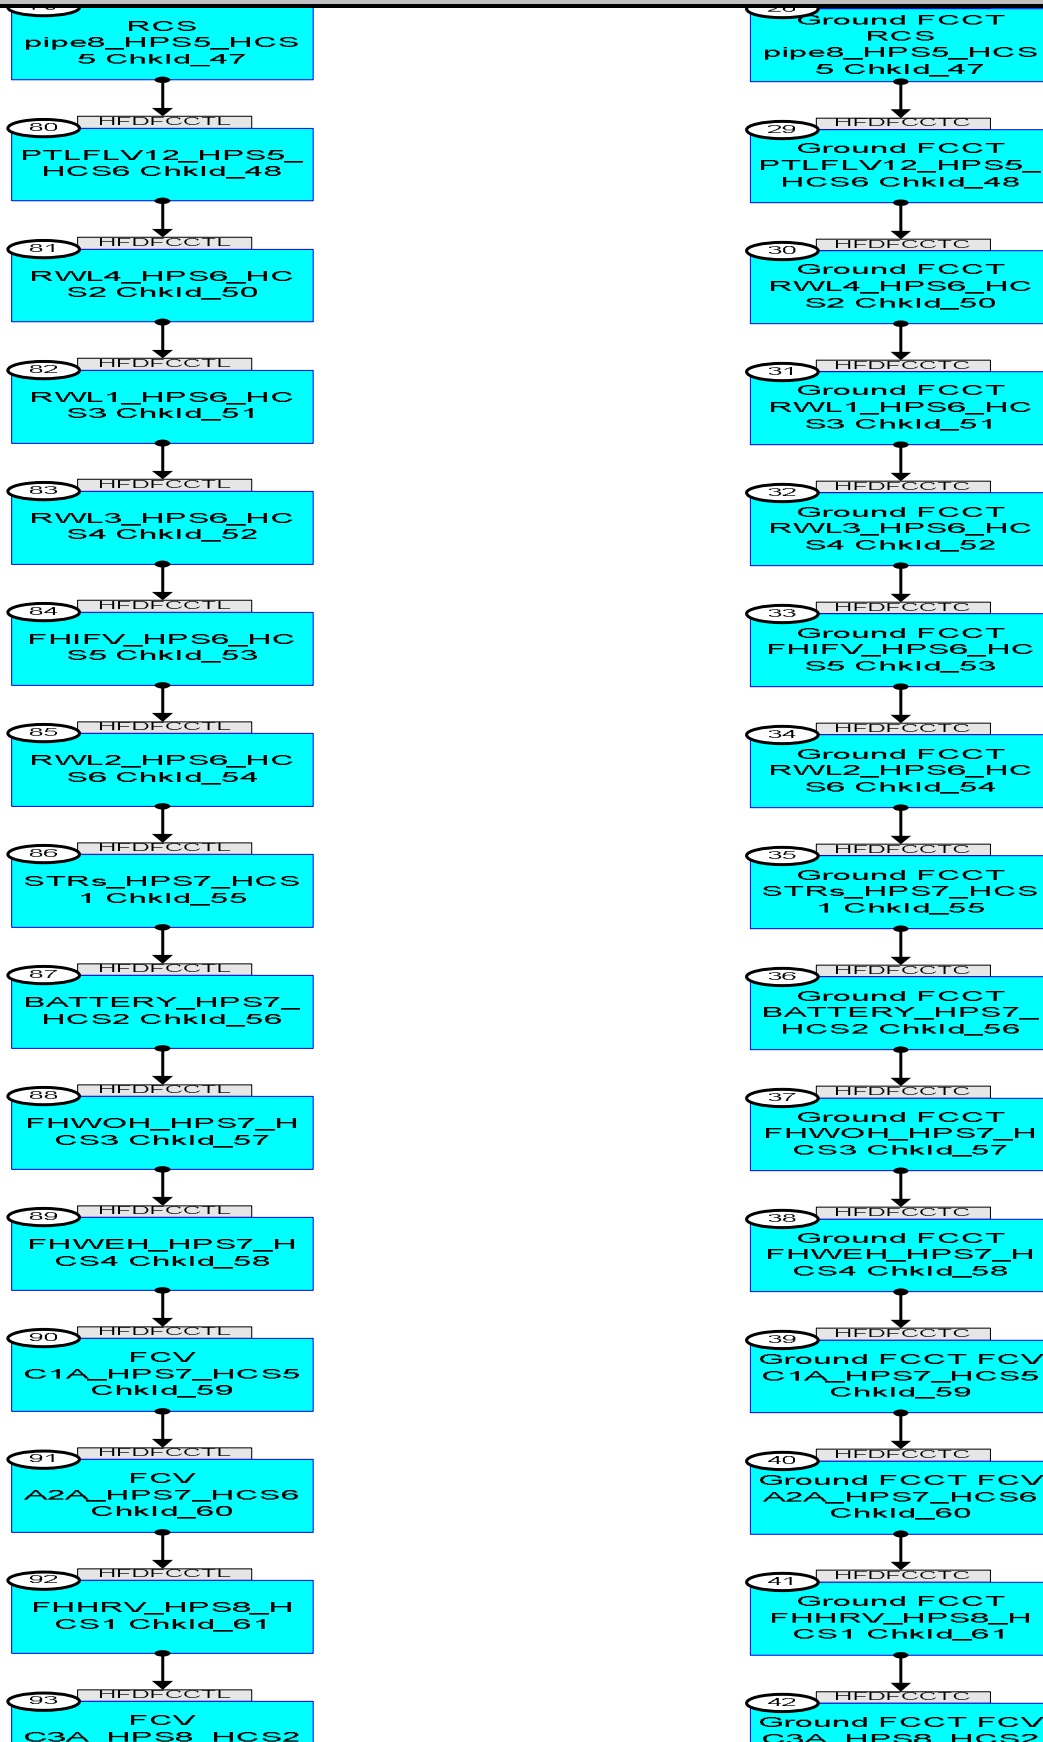 RCS
pipe8_HPS5_HCS
5 ChkId_47
HFDFCCTL
80
PTLFLV12_HPS5_
HCS6 ChkId_48
HFDFCCTL
81
RWL4_HPS6_HC
S2 ChkId_50
HFDFCCTL
82
RWL1_HPS6_HC
S3 ChkId_51
HFDFCCTL
83
RWL3_HPS6_HC
S4 ChkId_52
HFDFCCTL
84
FHIFV_HPS6_HC
S5 ChkId_53
HFDFCCTL
85
RWL2_HPS6_HC
S6 ChkId_54
HFDFCCTL
86
STRs_HPS7_HCS
1 ChkId_55
HFDFCCTL
87
BATTERY_HPS7_
HCS2 ChkId_56
HFDFCCTL
88
FHWOH_HPS7_H
CS3 ChkId_57
HFDFCCTL
89
FHWEH_HPS7_H
CS4 ChkId_58
HFDFCCTL
90
FCV
C1A_HPS7_HCS5
ChkId_59
HFDFCCTL
91
FCV
A2A_HPS7_HCS6
ChkId_60
HFDFCCTL
92
FHHRV_HPS8_H
CS1 ChkId_61
HFDFCCTL
93
FCV
C3A_HPS8_HCS2
Ground FCCT
RCS
pipe8_HPS5_HCS
5 ChkId_47
HFDFCCTC
29
Ground FCCT
PTLFLV12_HPS5_
HCS6 ChkId_48
HFDFCCTC
30
Ground FCCT
RWL4_HPS6_HC
S2 ChkId_50
HFDFCCTC
31
Ground FCCT
RWL1_HPS6_HC
S3 ChkId_51
HFDFCCTC
32
Ground FCCT
RWL3_HPS6_HC
S4 ChkId_52
HFDFCCTC
33
Ground FCCT
FHIFV_HPS6_HC
S5 ChkId_53
HFDFCCTC
34
Ground FCCT
RWL2_HPS6_HC
S6 ChkId_54
HFDFCCTC
35
Ground FCCT
STRs_HPS7_HCS
1 ChkId_55
HFDFCCTC
36
Ground FCCT
BATTERY_HPS7_
HCS2 ChkId_56
HFDFCCTC
37
Ground FCCT
FHWOH_HPS7_H
CS3 ChkId_57
HFDFCCTC
38
Ground FCCT
FHWEH_HPS7_H
CS4 ChkId_58
HFDFCCTC
39
Ground FCCT FCV
C1A_HPS7_HCS5
ChkId_59
HFDFCCTC
40
Ground FCCT FCV
A2A_HPS7_HCS6
ChkId_60
HFDFCCTC
41
Ground FCCT
FHHRV_HPS8_H
CS1 ChkId_61
HFDFCCTC
42
Ground FCCT FCV
C3A_HPS8_HCS2